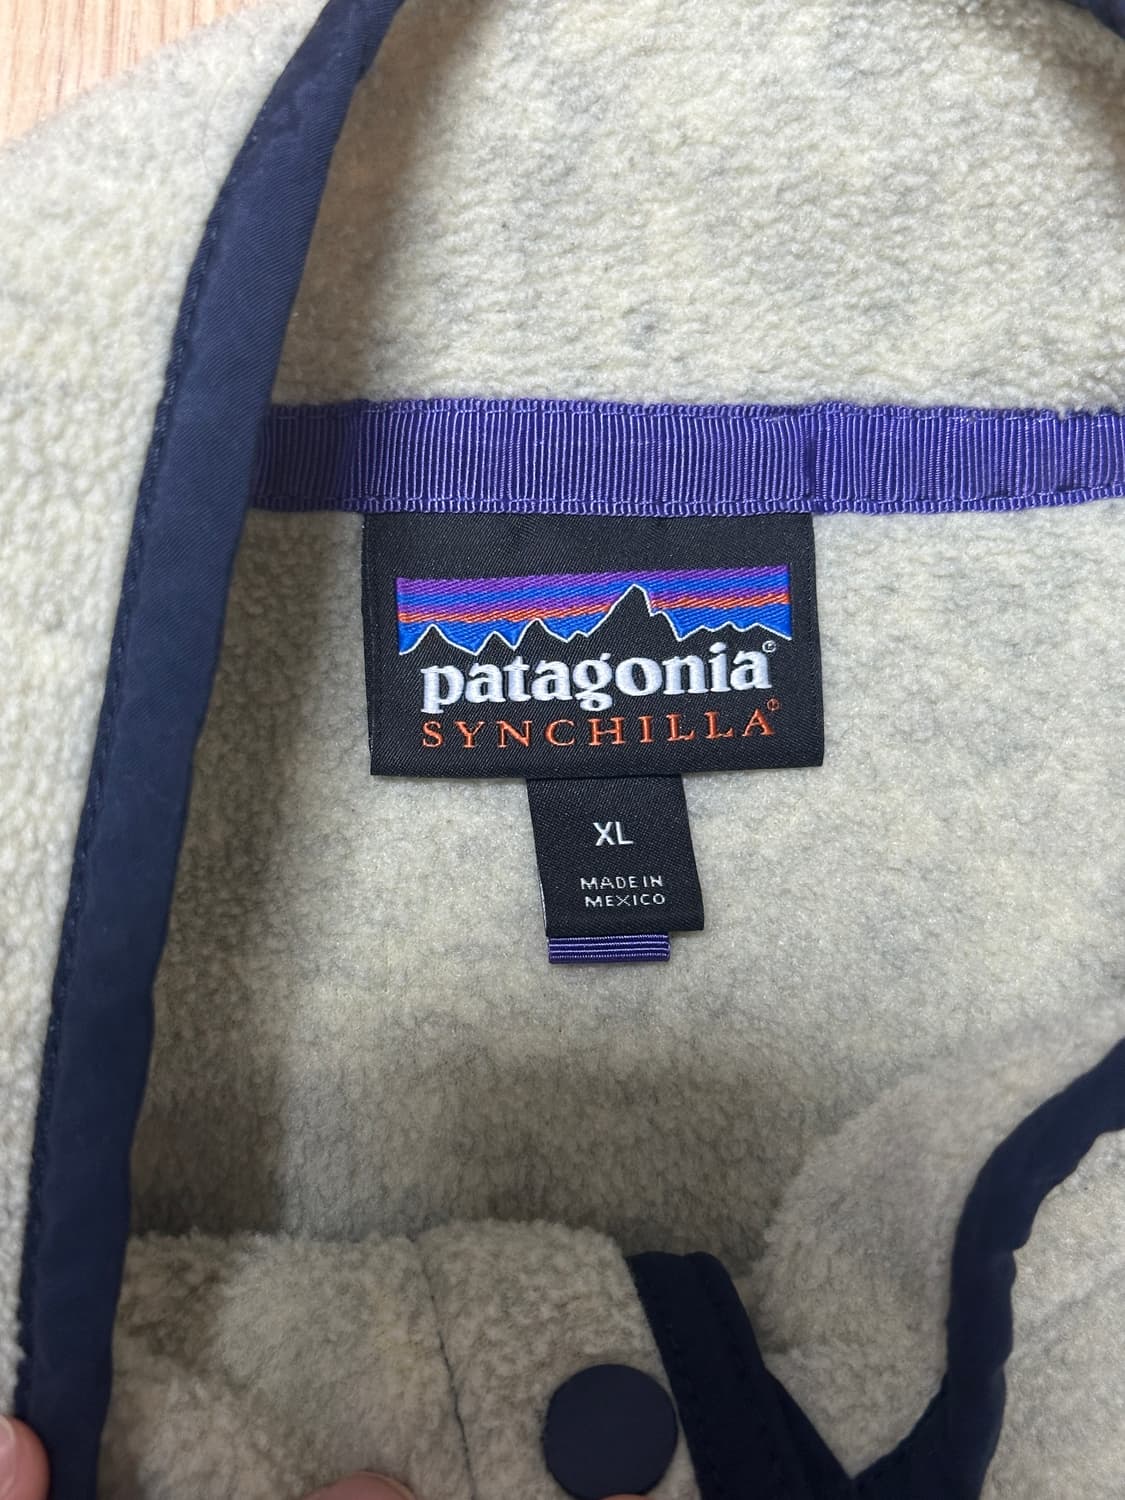 patagonia®
SYNCHILLA®
XL
MADE IN
MEXICO